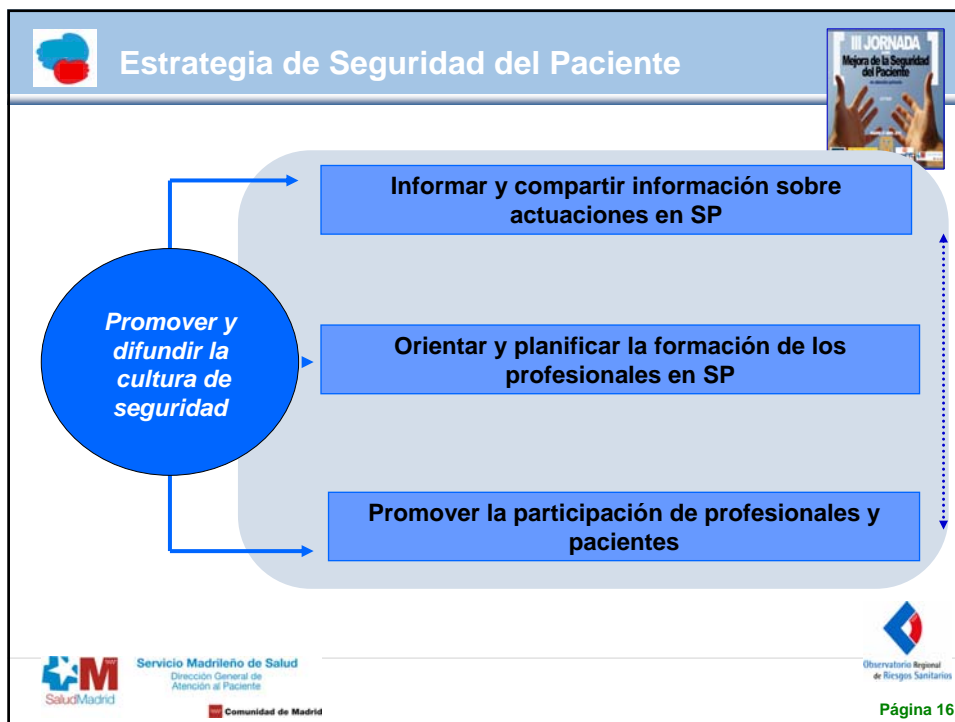 Estrategia de Seguridad del Paciente
III JORNADA
Mejora de la Seguridad
del Paciente
Informar y compartir información sobre
actuaciones en SP
Promover y
difundir la
cultura de
seguridad
Orientar y planificar la formación de los
profesionales en SP
Promover la participación de profesionales y
pacientes
SaludMadrid
Servicio Madrileño de Salud
Dirección General de
Atención al Paciente
Comunidad de Madrid
Observatorio Regional
de Riesgos Sanitarios
Página 16